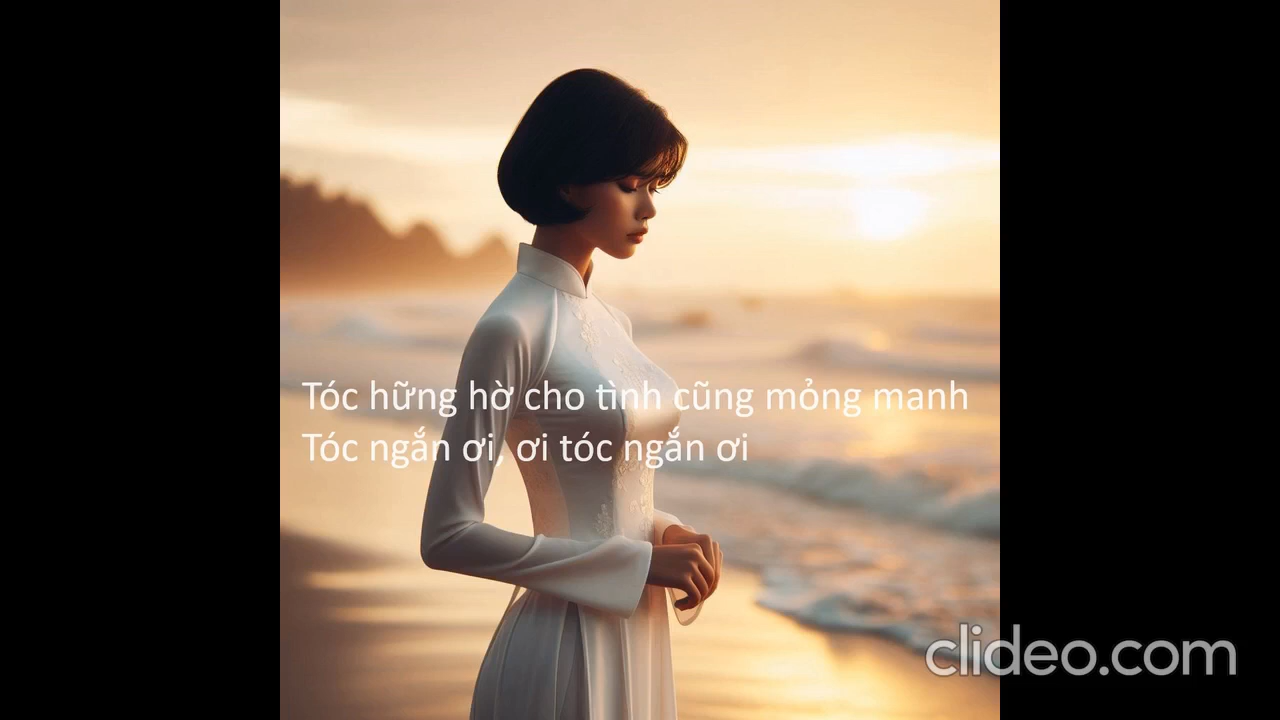 Tóc hững hờ cho tình cũng mỏng manh
Tóc ngắn ơi, ơi tóc ngắn ơi
clideo.com